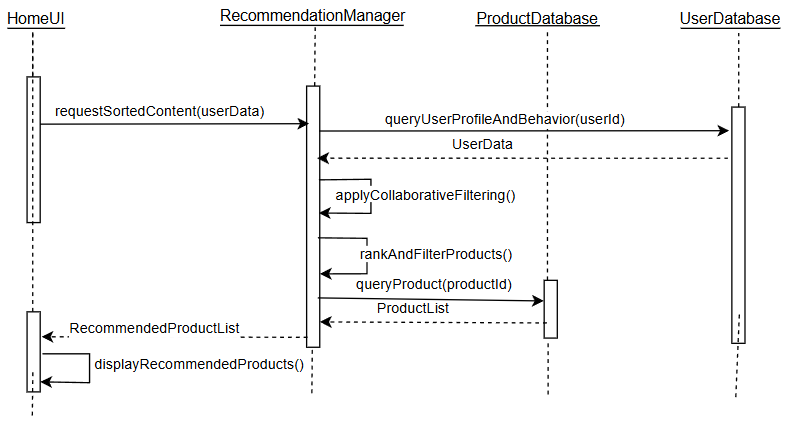 HomeUI
RecommendationManager
ProductDatabase
UserDatabase
requestSortedContent(userData)
queryUserProfileAndBehavior(userId)
UserData
applyCollaborativeFiltering()
rankAndFilterProducts()
queryProduct(productId)
ProductList
RecommendedProductList
displayRecommendedProducts()